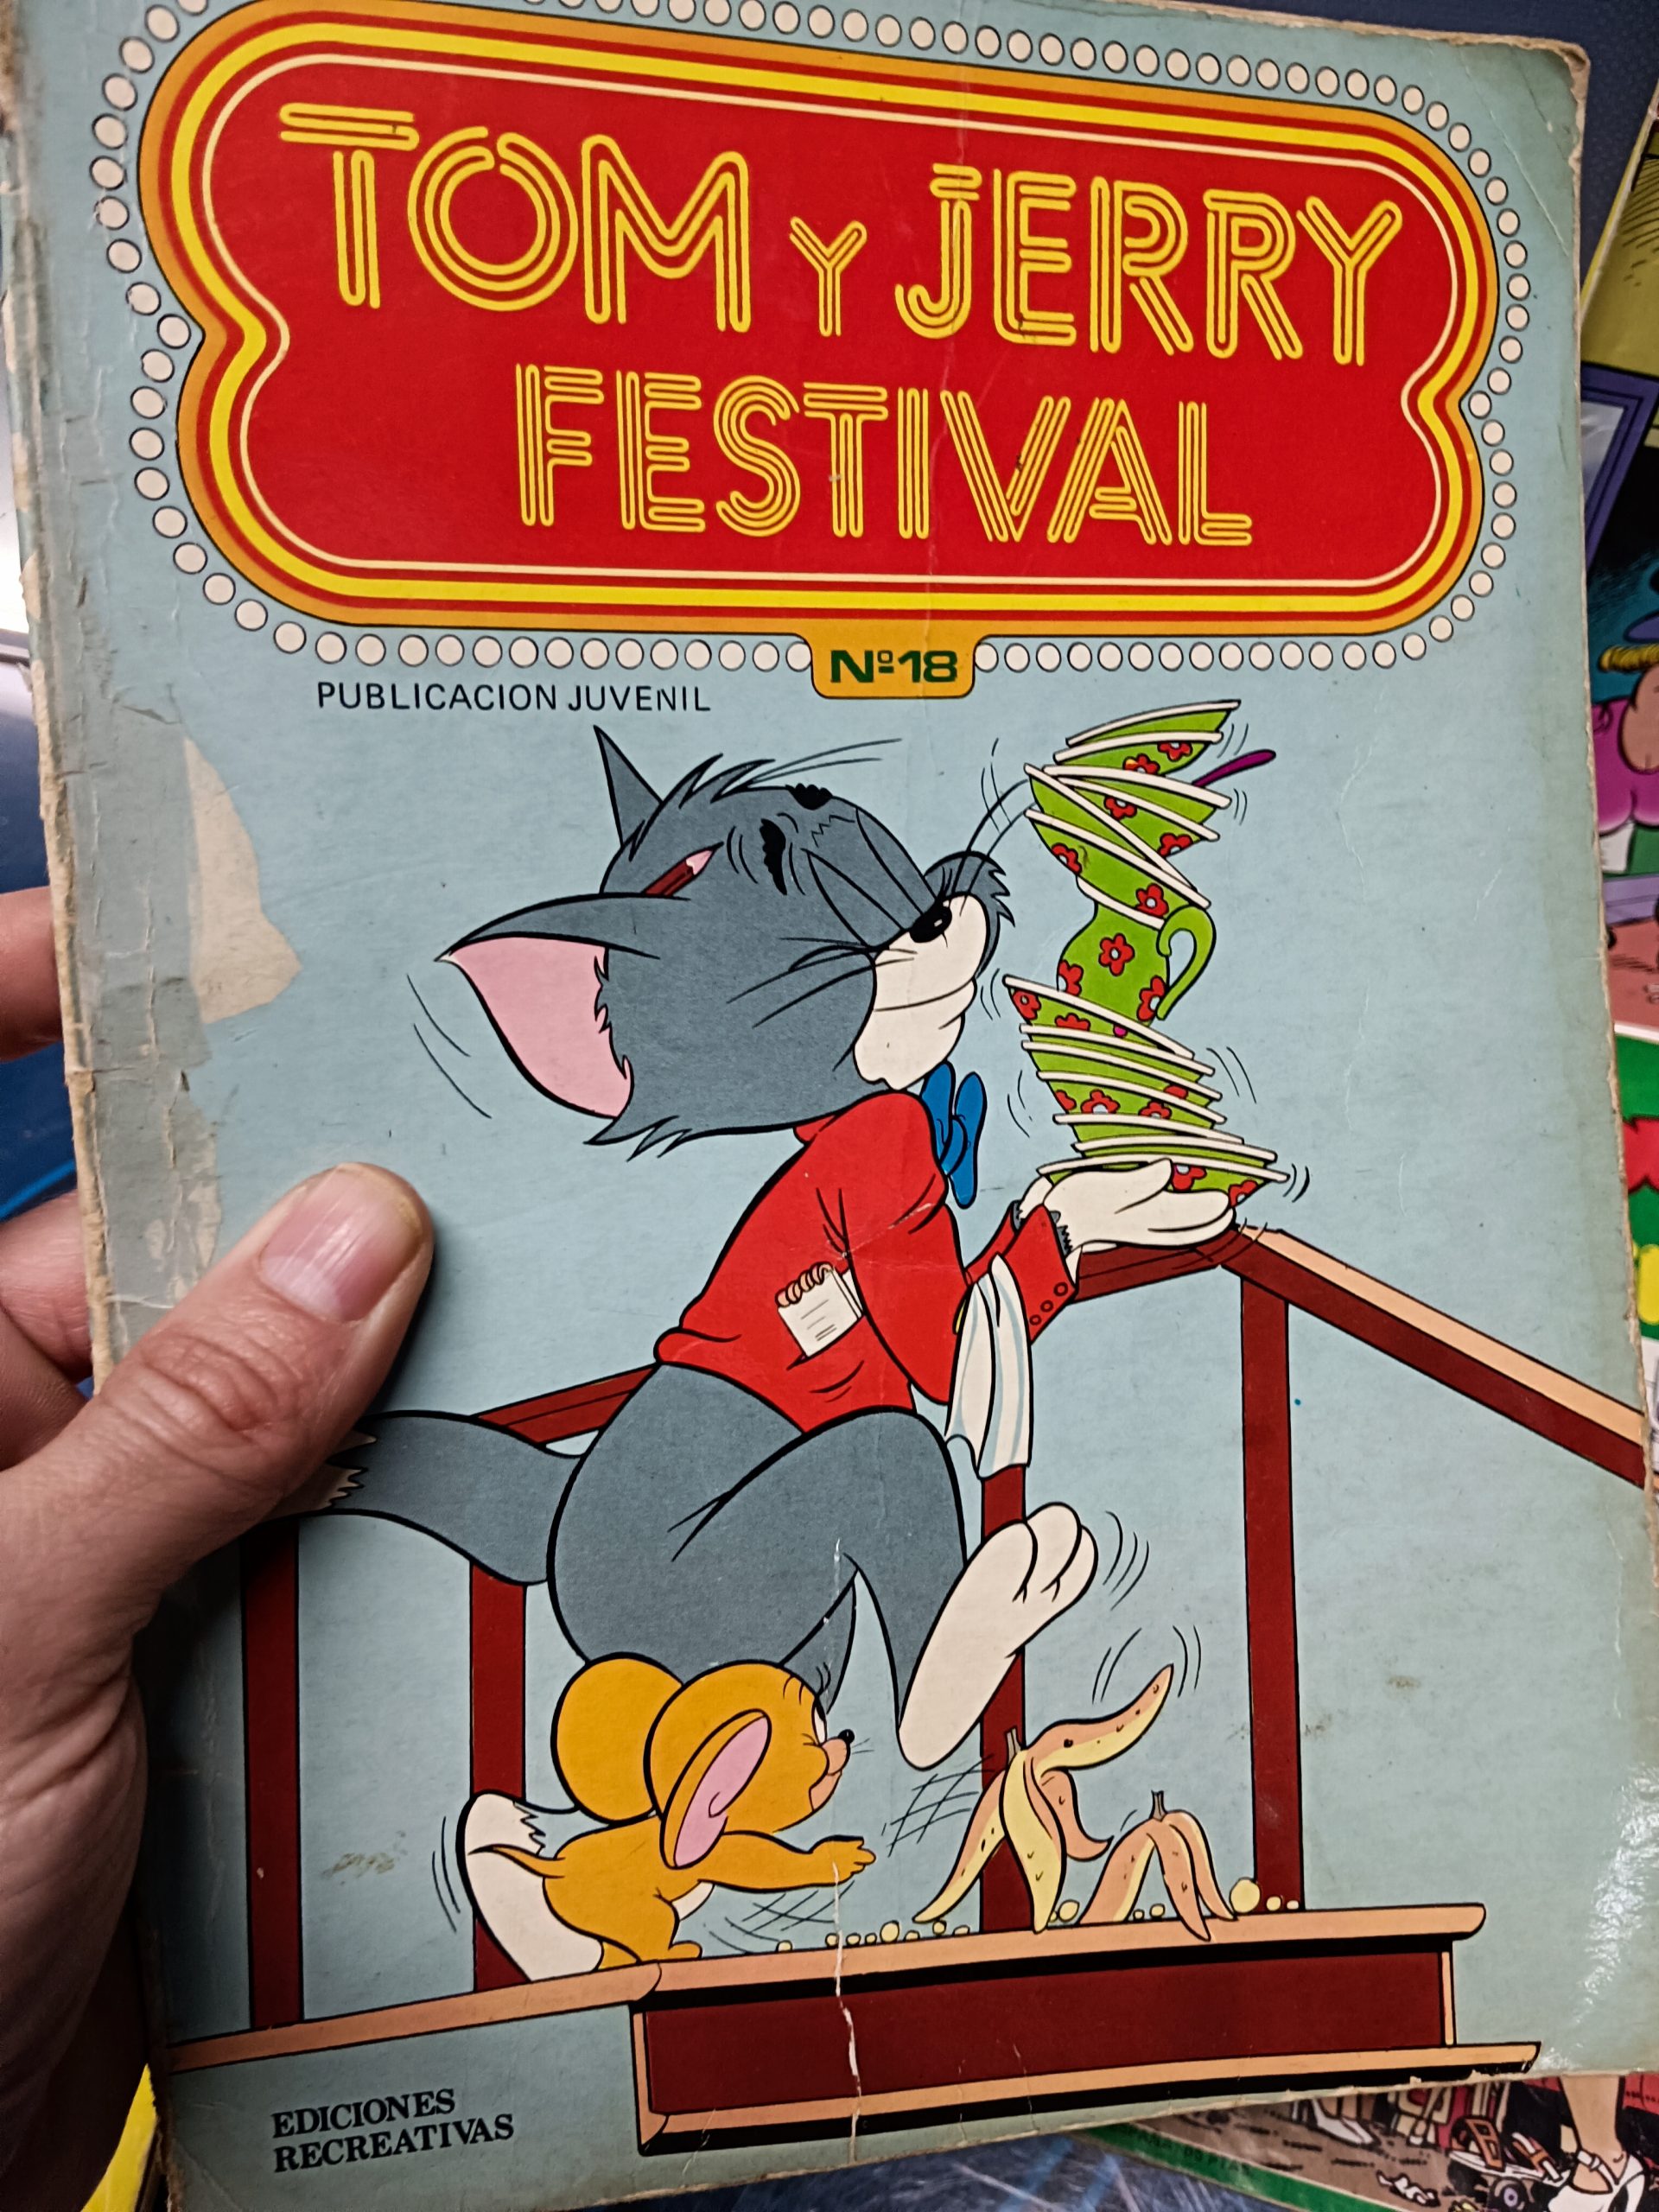 TOM Y JERRY
FESTIVAL
Nº18
PUBLICACION JUVENIL
EDICIONES
RECREATIVAS